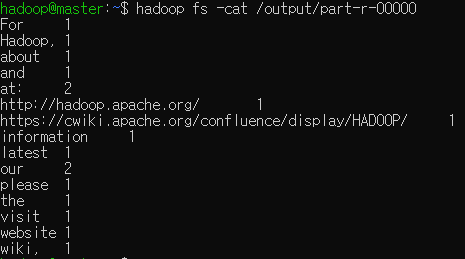 hadoop@master:~$ hadoop fs -cat /output/part-r-00000
For 1
Hadoop, 1
about 1
and 1
at: 2
http://hadoop.apache.org/ 1
https://cwiki.apache.org/confluence/display/HADOOP/ 1
information 1
latest 1
our 2
please 1
the 1
visit 1
website 1
wiki, 1